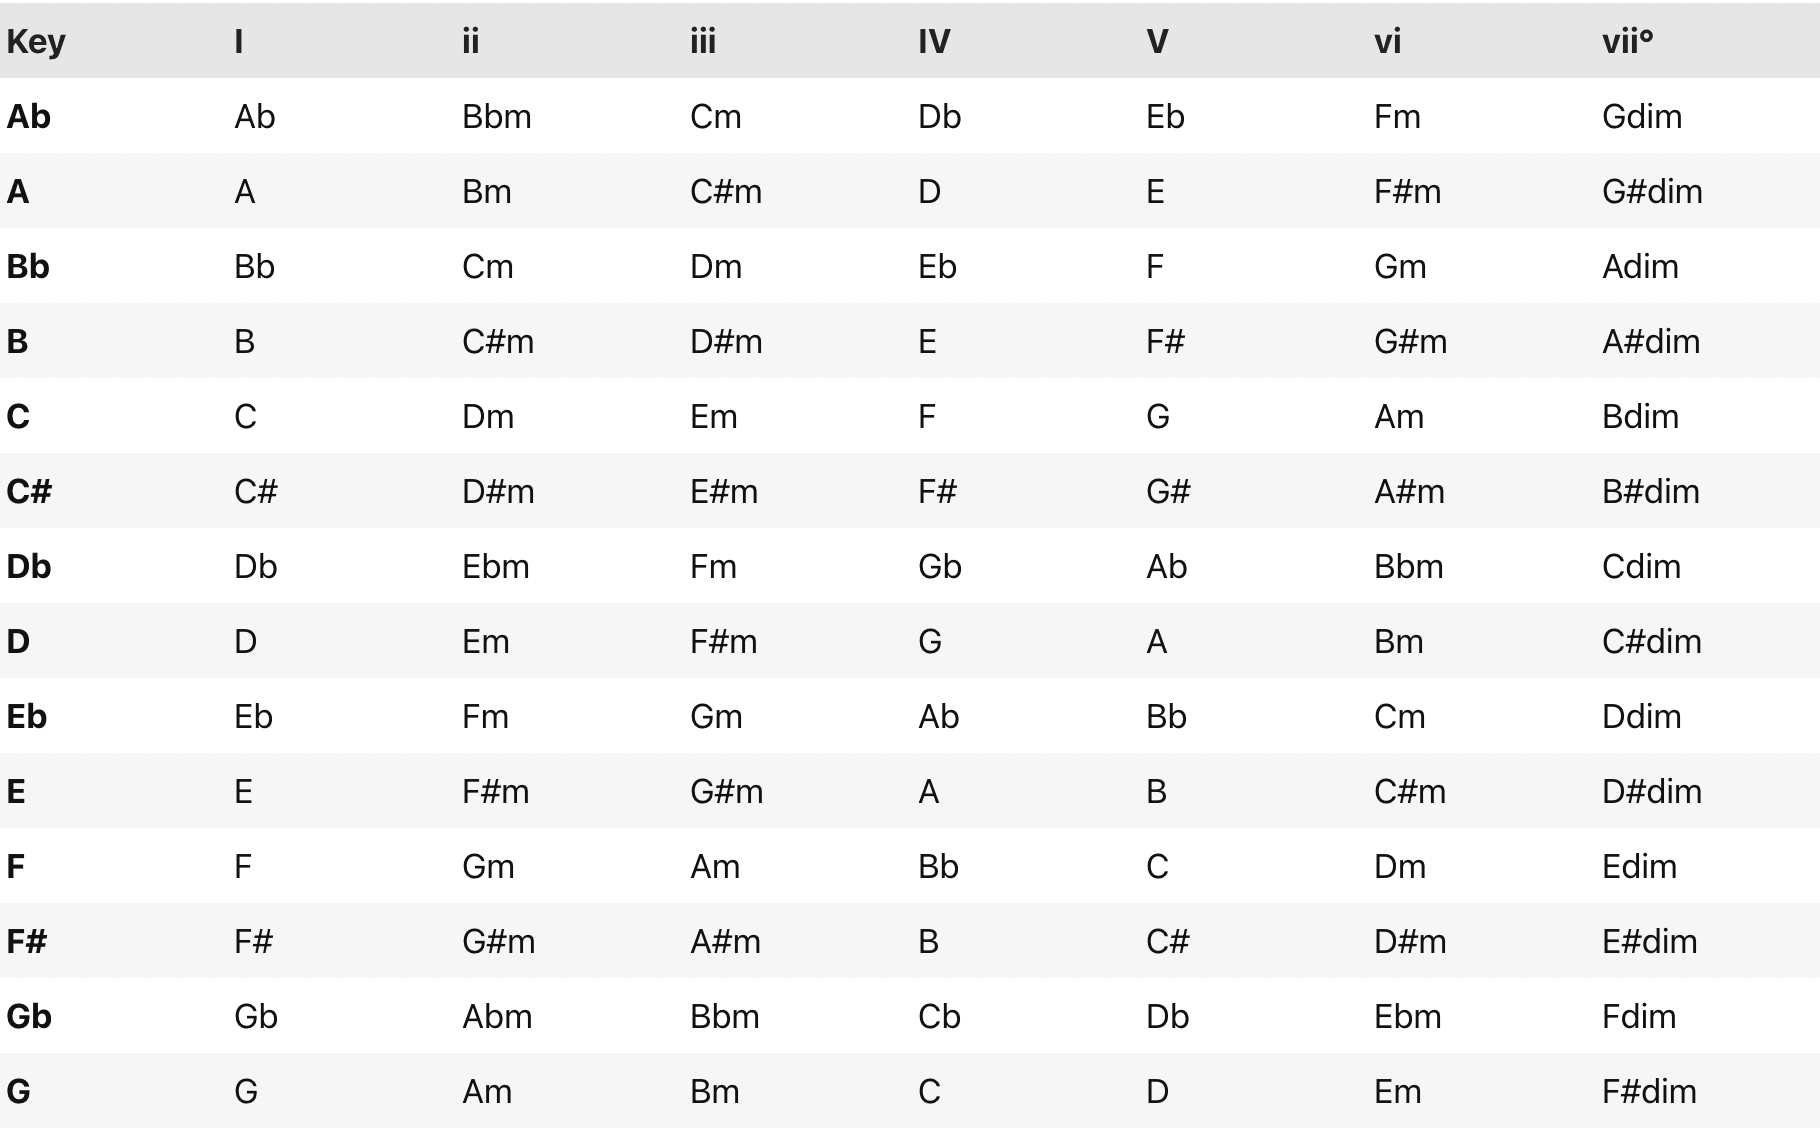 Key I ii iii IV V vi vii°
Ab Ab Bbm Cm Db Eb Fm Gdim
A A Bm C#m D E F#m G#dim
Bb Bb Cm Dm Eb F Gm Adim
B B C#m D#m E F# G#m A#dim
C C Dm Em F G Am Bdim
C# C# D#m E#m F# G# A#m B#dim
Db Db Ebm Fm Gb Ab Bbm Cdim
D D Em F#m G A Bm C#dim
Eb Eb Fm Gm Ab Bb Cm Ddim
E E F#m G#m A B C#m D#dim
F F Gm Am Bb C Dm Edim
F# F# G#m A#m B C# D#m E#dim
Gb Gb Abm Bbm Cb Db Ebm Fdim
G G Am Bm C D Em F#dim